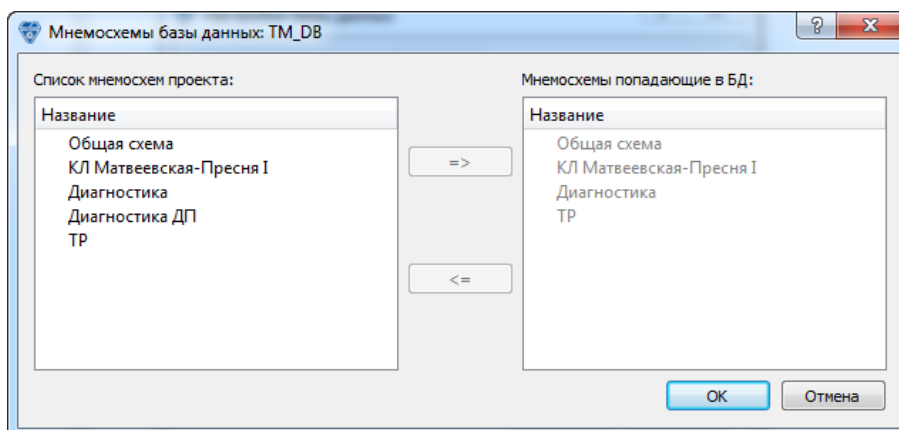 Мнемосхемы базы данных: TM_DB
Список мнемосхем проекта:
Мнемосхемы попадающие в БД:
Название
Название
Общая схема
Общая схема
КЛ Матвеевская-Пресня I
=>
КЛ Матвеевская-Пресня I
Диагностика
Диагностика
Диагностика ДП
ТР
ТР
<=
OK
Отмена